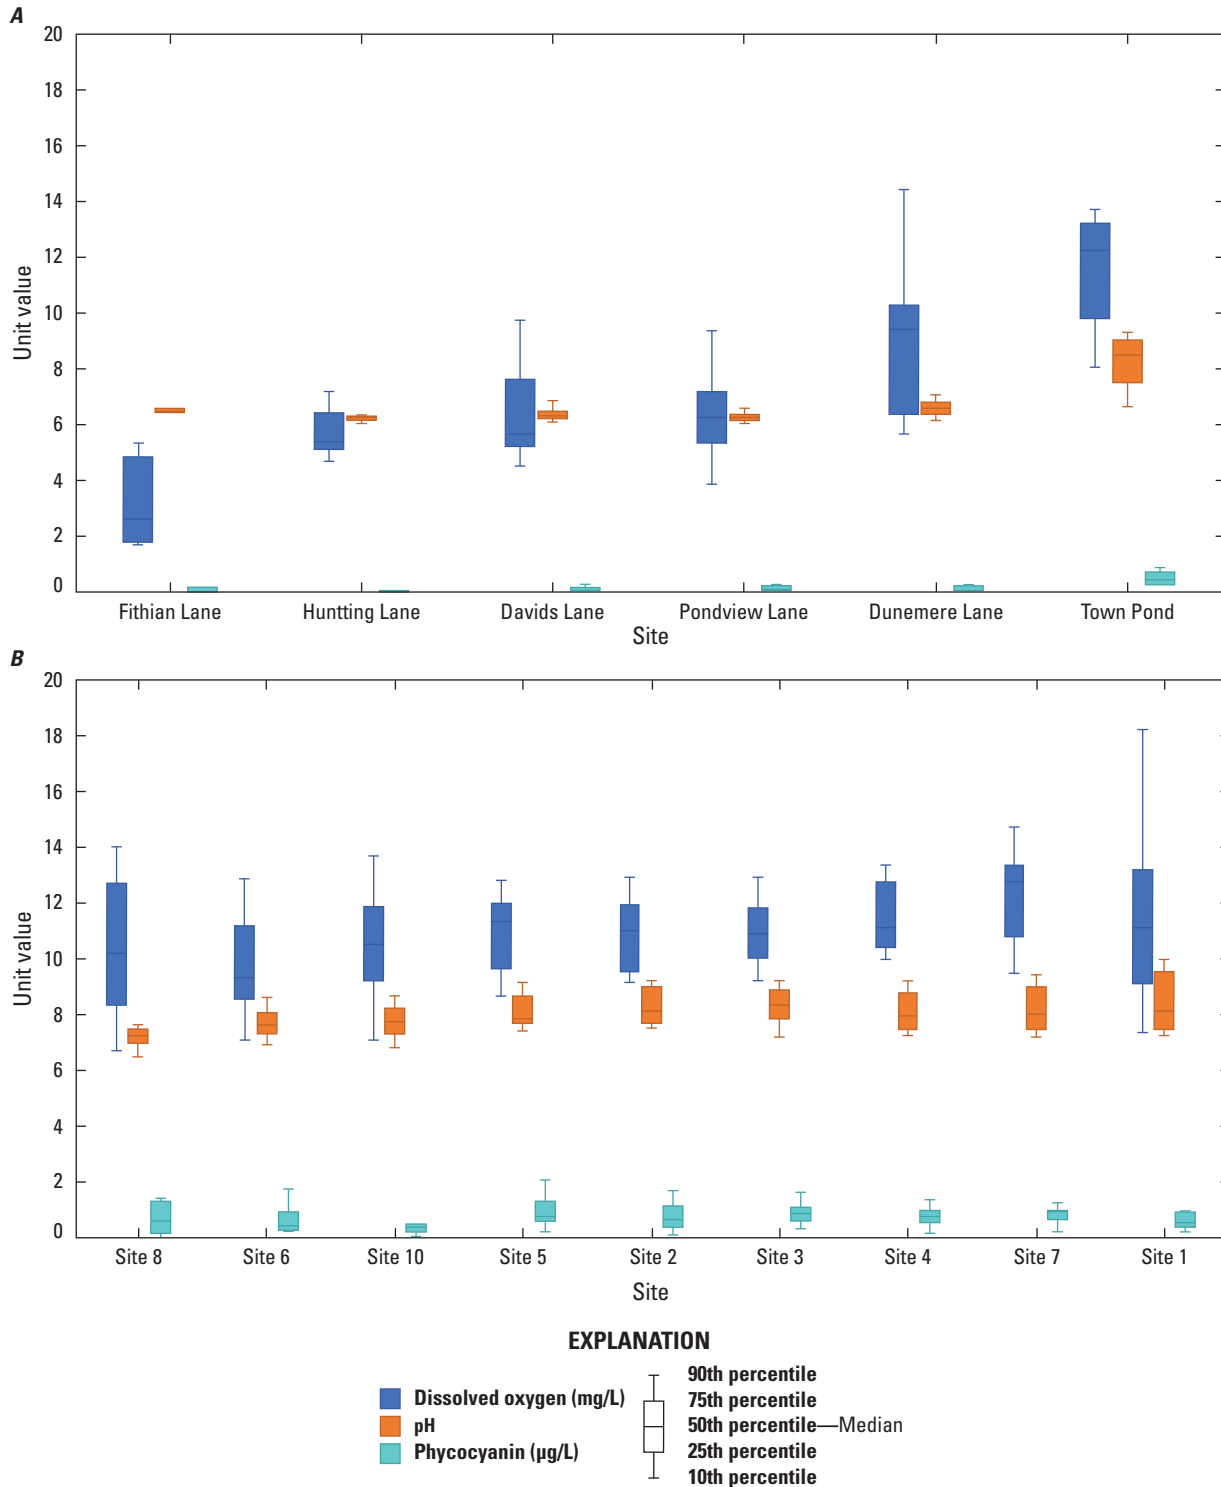 A
20
18
16
14
12
10
8
6
4
2
0
Unit value
Fithian Lane Huntting Lane Davids Lane Pondview Lane Dunemere Lane Town Pond
Site
B
20
18
16
14
12
10
8
6
4
2
0
Unit value
Site 8 Site 6 Site 10 Site 5 Site 2 Site 3 Site 4 Site 7 Site 1
Site
EXPLANATION
Dissolved oxygen (mg/L)
pH
Phycocyanin (µg/L)
90th percentile
75th percentile
50th percentile—Median
25th percentile
10th percentile